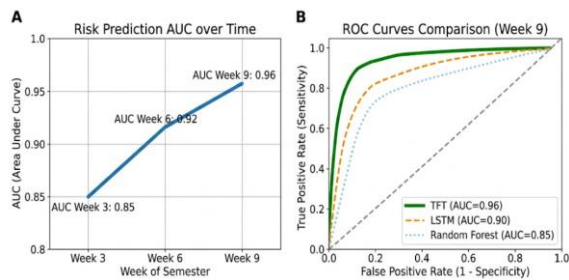 A
Risk Prediction AUC over Time
1.0
0.95
0.90
0.85
0.8
AUC (Area Under Curve)
AUC Week 9: 0.96
AUC Week 6: 0.92
AUC Week 3: 0.85
Week 3
Week 6
Week 9
Week of Semester
B
ROC Curves Comparison (Week 9)
1.0
0.8
0.6
0.4
0.2
0.0
True Positive Rate (Sensitivity)
TFT (AUC=0.96)
LSTM (AUC=0.90)
Random Forest (AUC=0.85)
0.0
0.2
0.4
0.6
0.8
1.0
False Positive Rate (1 - Specificity)